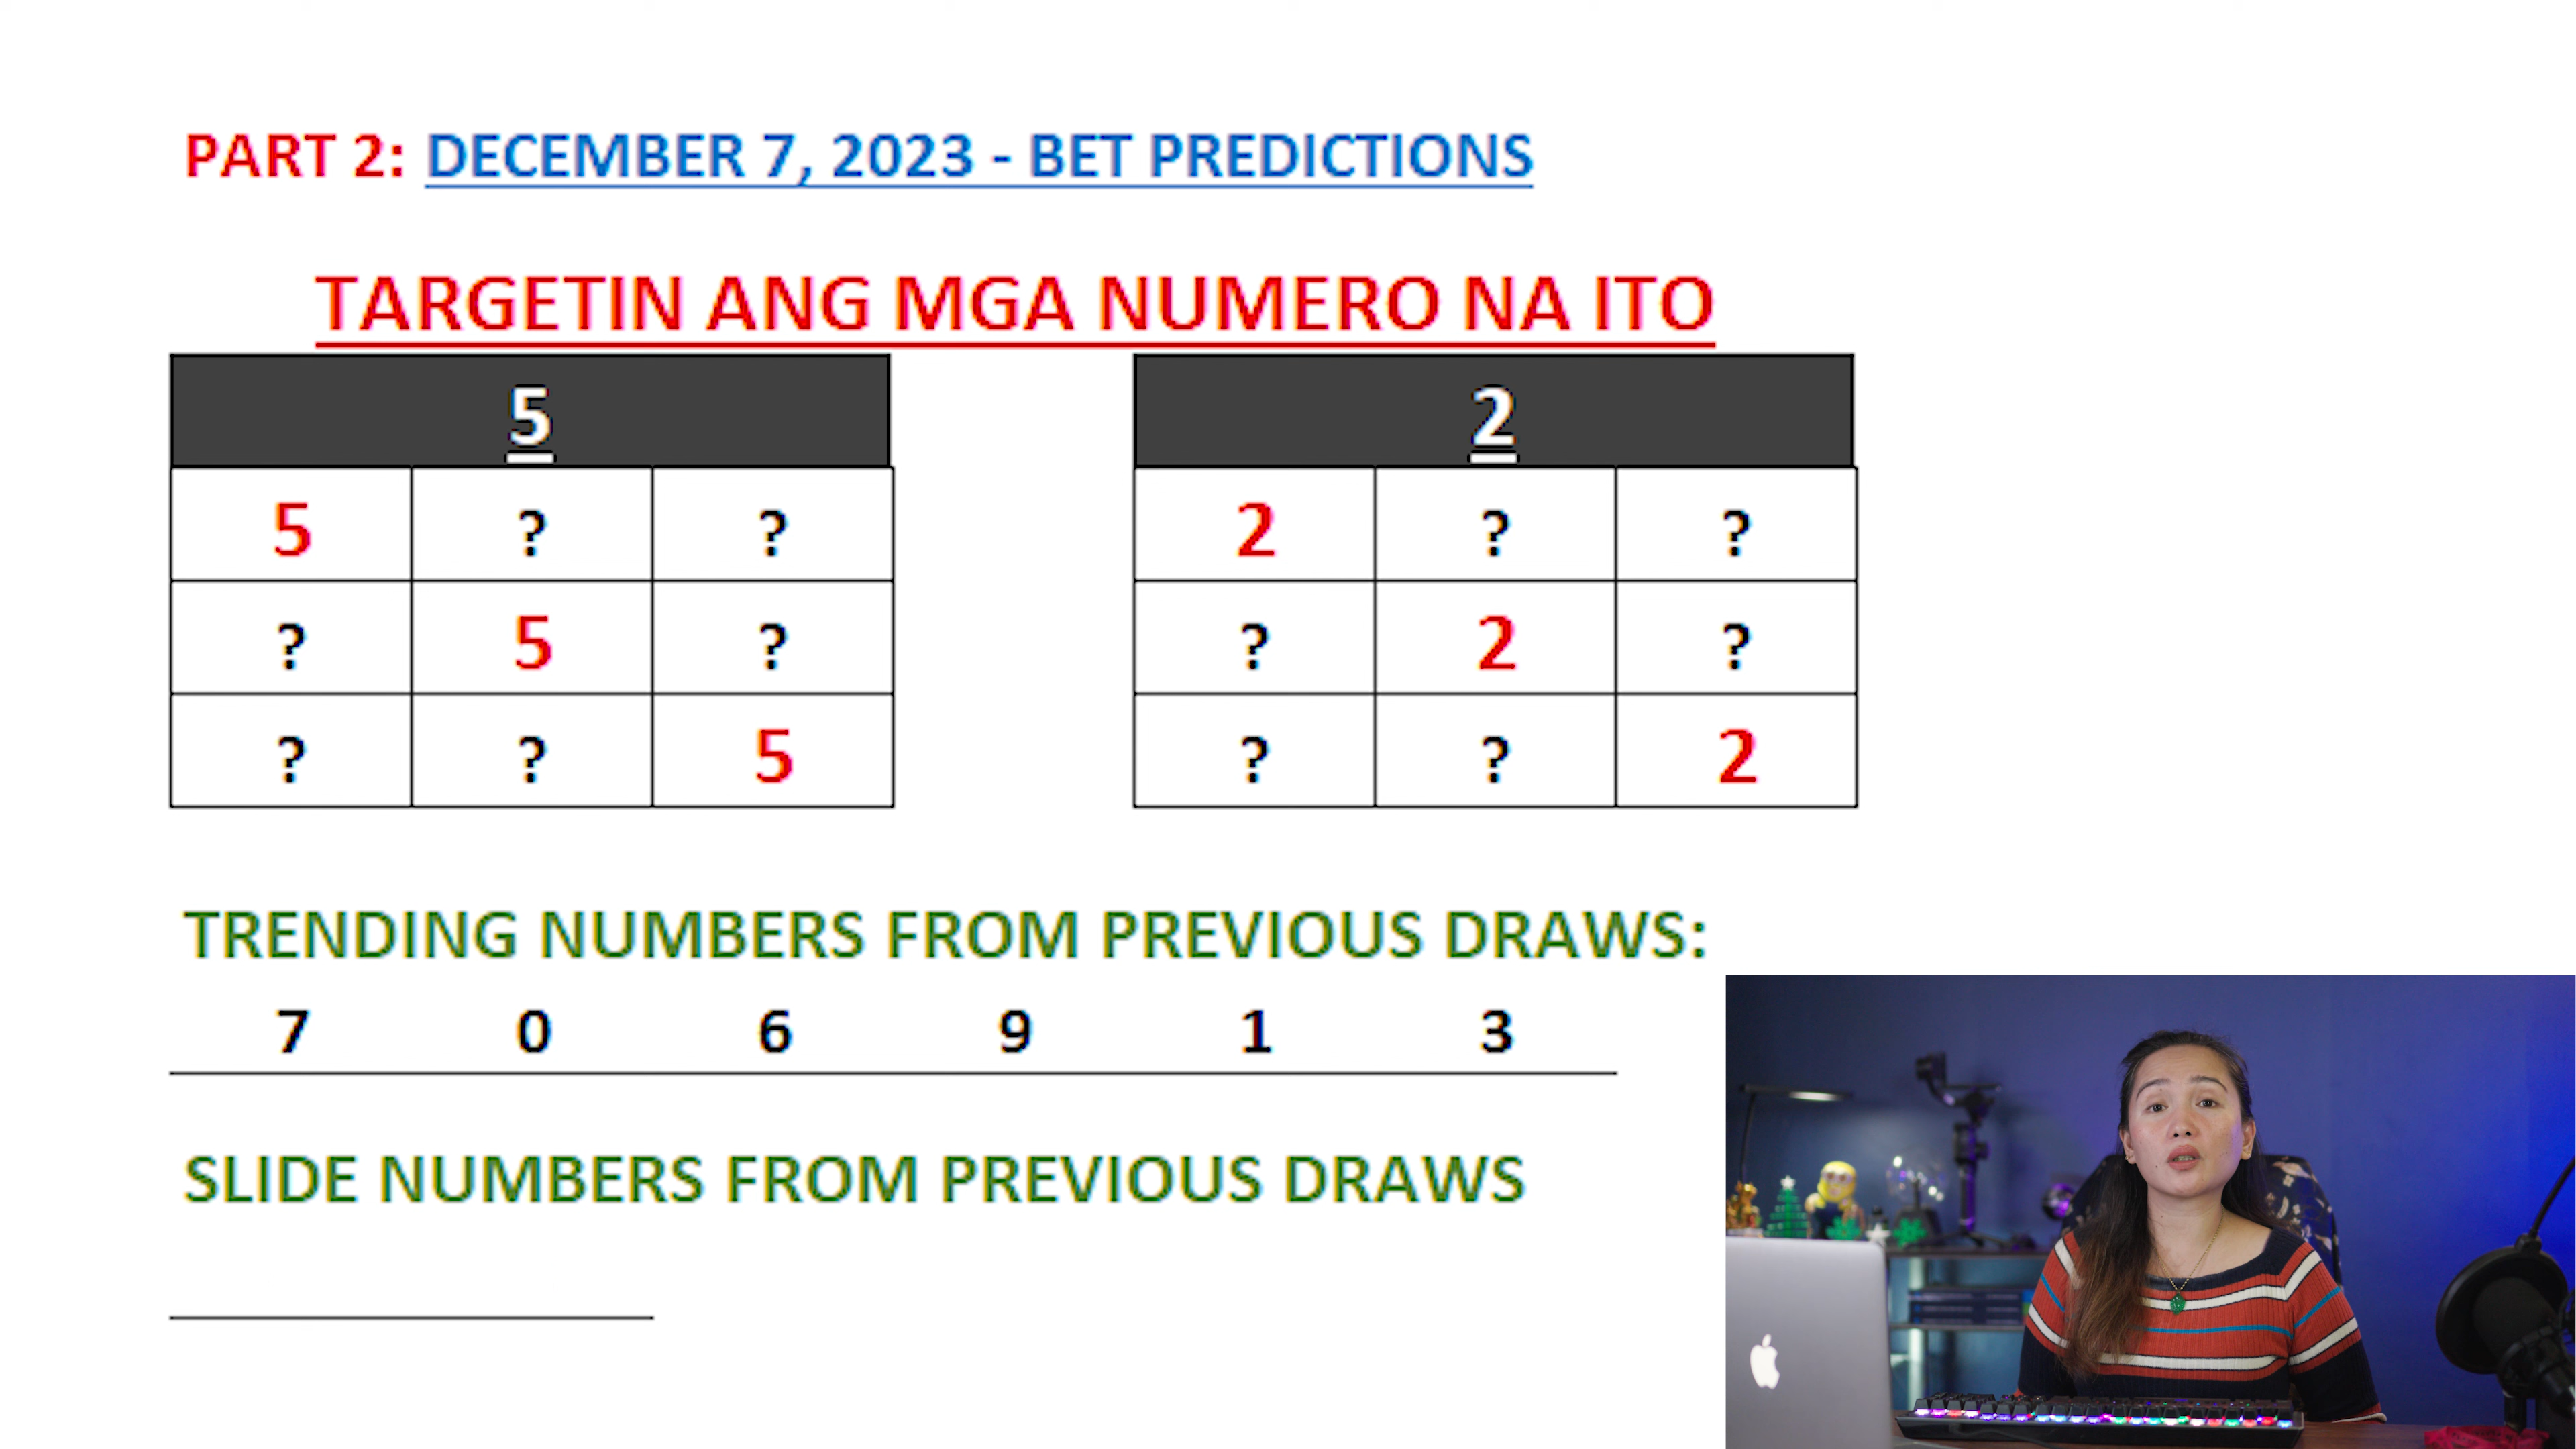 PART 2: DECEMBER 7, 2023 - BET PREDICTIONS
TARGETIN ANG MGA NUMERO NA ITO
5
5 ? ?
? 5 ?
? ? 5
2
2 ? ?
? 2 ?
? ? 2
TRENDING NUMBERS FROM PREVIOUS DRAWS:
7 0 6 9 1 3
SLIDE NUMBERS FROM PREVIOUS DRAWS